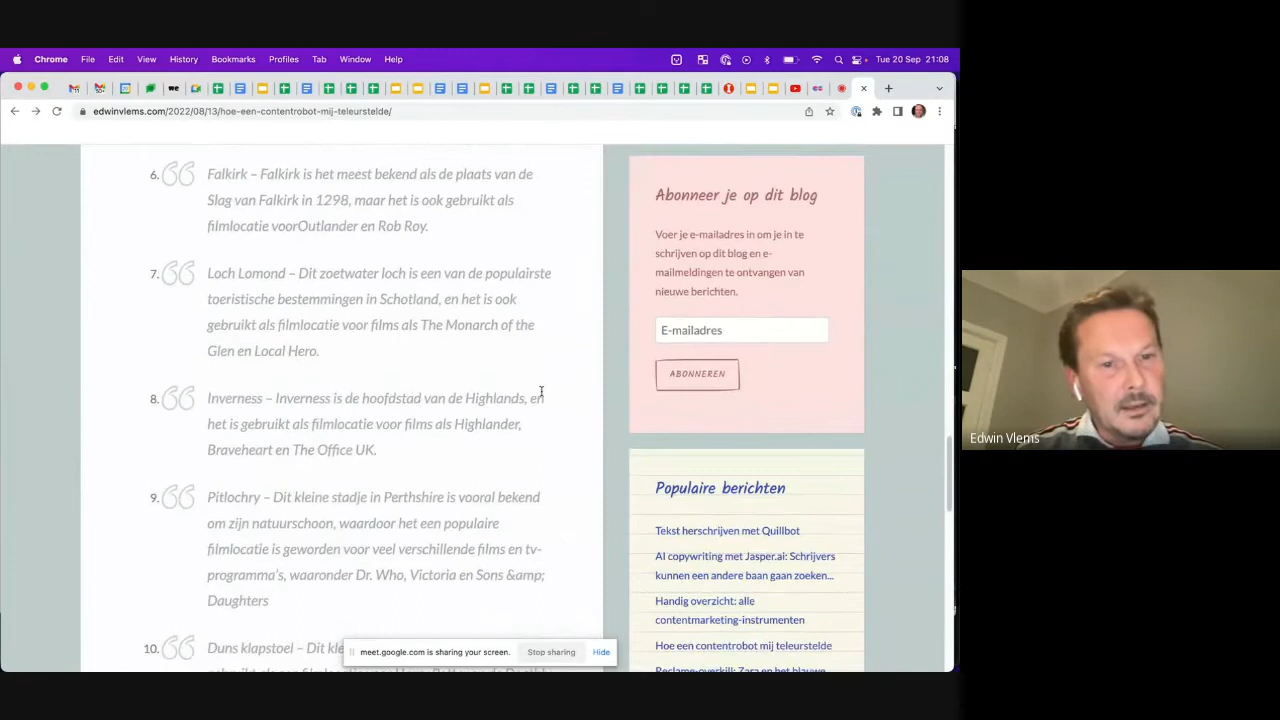 Chrome File Edit View History Bookmarks Profiles Tab Window Help Tue 20 Sep 21:08
edwinvlems.com/2022/08/13/hoe-een-contentrobot-mij-teleurstelde/
6. Falkirk – Falkirk is het meest bekend als de plaats van de
Slag van Falkirk in 1298, maar het is ook gebruikt als
filmlocatie voorOutlander en Rob Roy.
7. Loch Lomond – Dit zoetwater loch is een van de populairste
toeristische bestemmingen in Schotland, en het is ook
gebruikt als filmlocatie voor films als The Monarch of the
Glen en Local Hero.
8. Inverness – Inverness is de hoofdstad van de Highlands, en
het is gebruikt als filmlocatie voor films als Highlander,
Braveheart en The Office UK.
9. Pitlochry – Dit kleine stadje in Perthshire is vooral bekend
om zijn natuurschoon, waardoor het een populaire
filmlocatie is geworden voor veel verschillende films en tv-
programma's, waaronder Dr. Who, Victoria en Sons &amp;
Daughters
10. Duns klapstoel – Dit
meet.google.com is sharing your screen. Stop sharing Hide
Abonneer je op dit blog
Voer je e-mailadres in om je in te
schrijven op dit blog en e-
mailmeldingen te ontvangen van
nieuwe berichten.
E-mailadres
ABONNEREN
Populaire berichten
Tekst herschrijven met Quillbot
AI copywriting met Jasper.ai: Schrijvers
kunnen een andere baan gaan zoeken...
Handig overzicht: alle
contentmarketing-instrumenten
Hoe een contentrobot mij teleurstelde
Reclame-overkill: Zara en het blauwe
Edwin Vlems